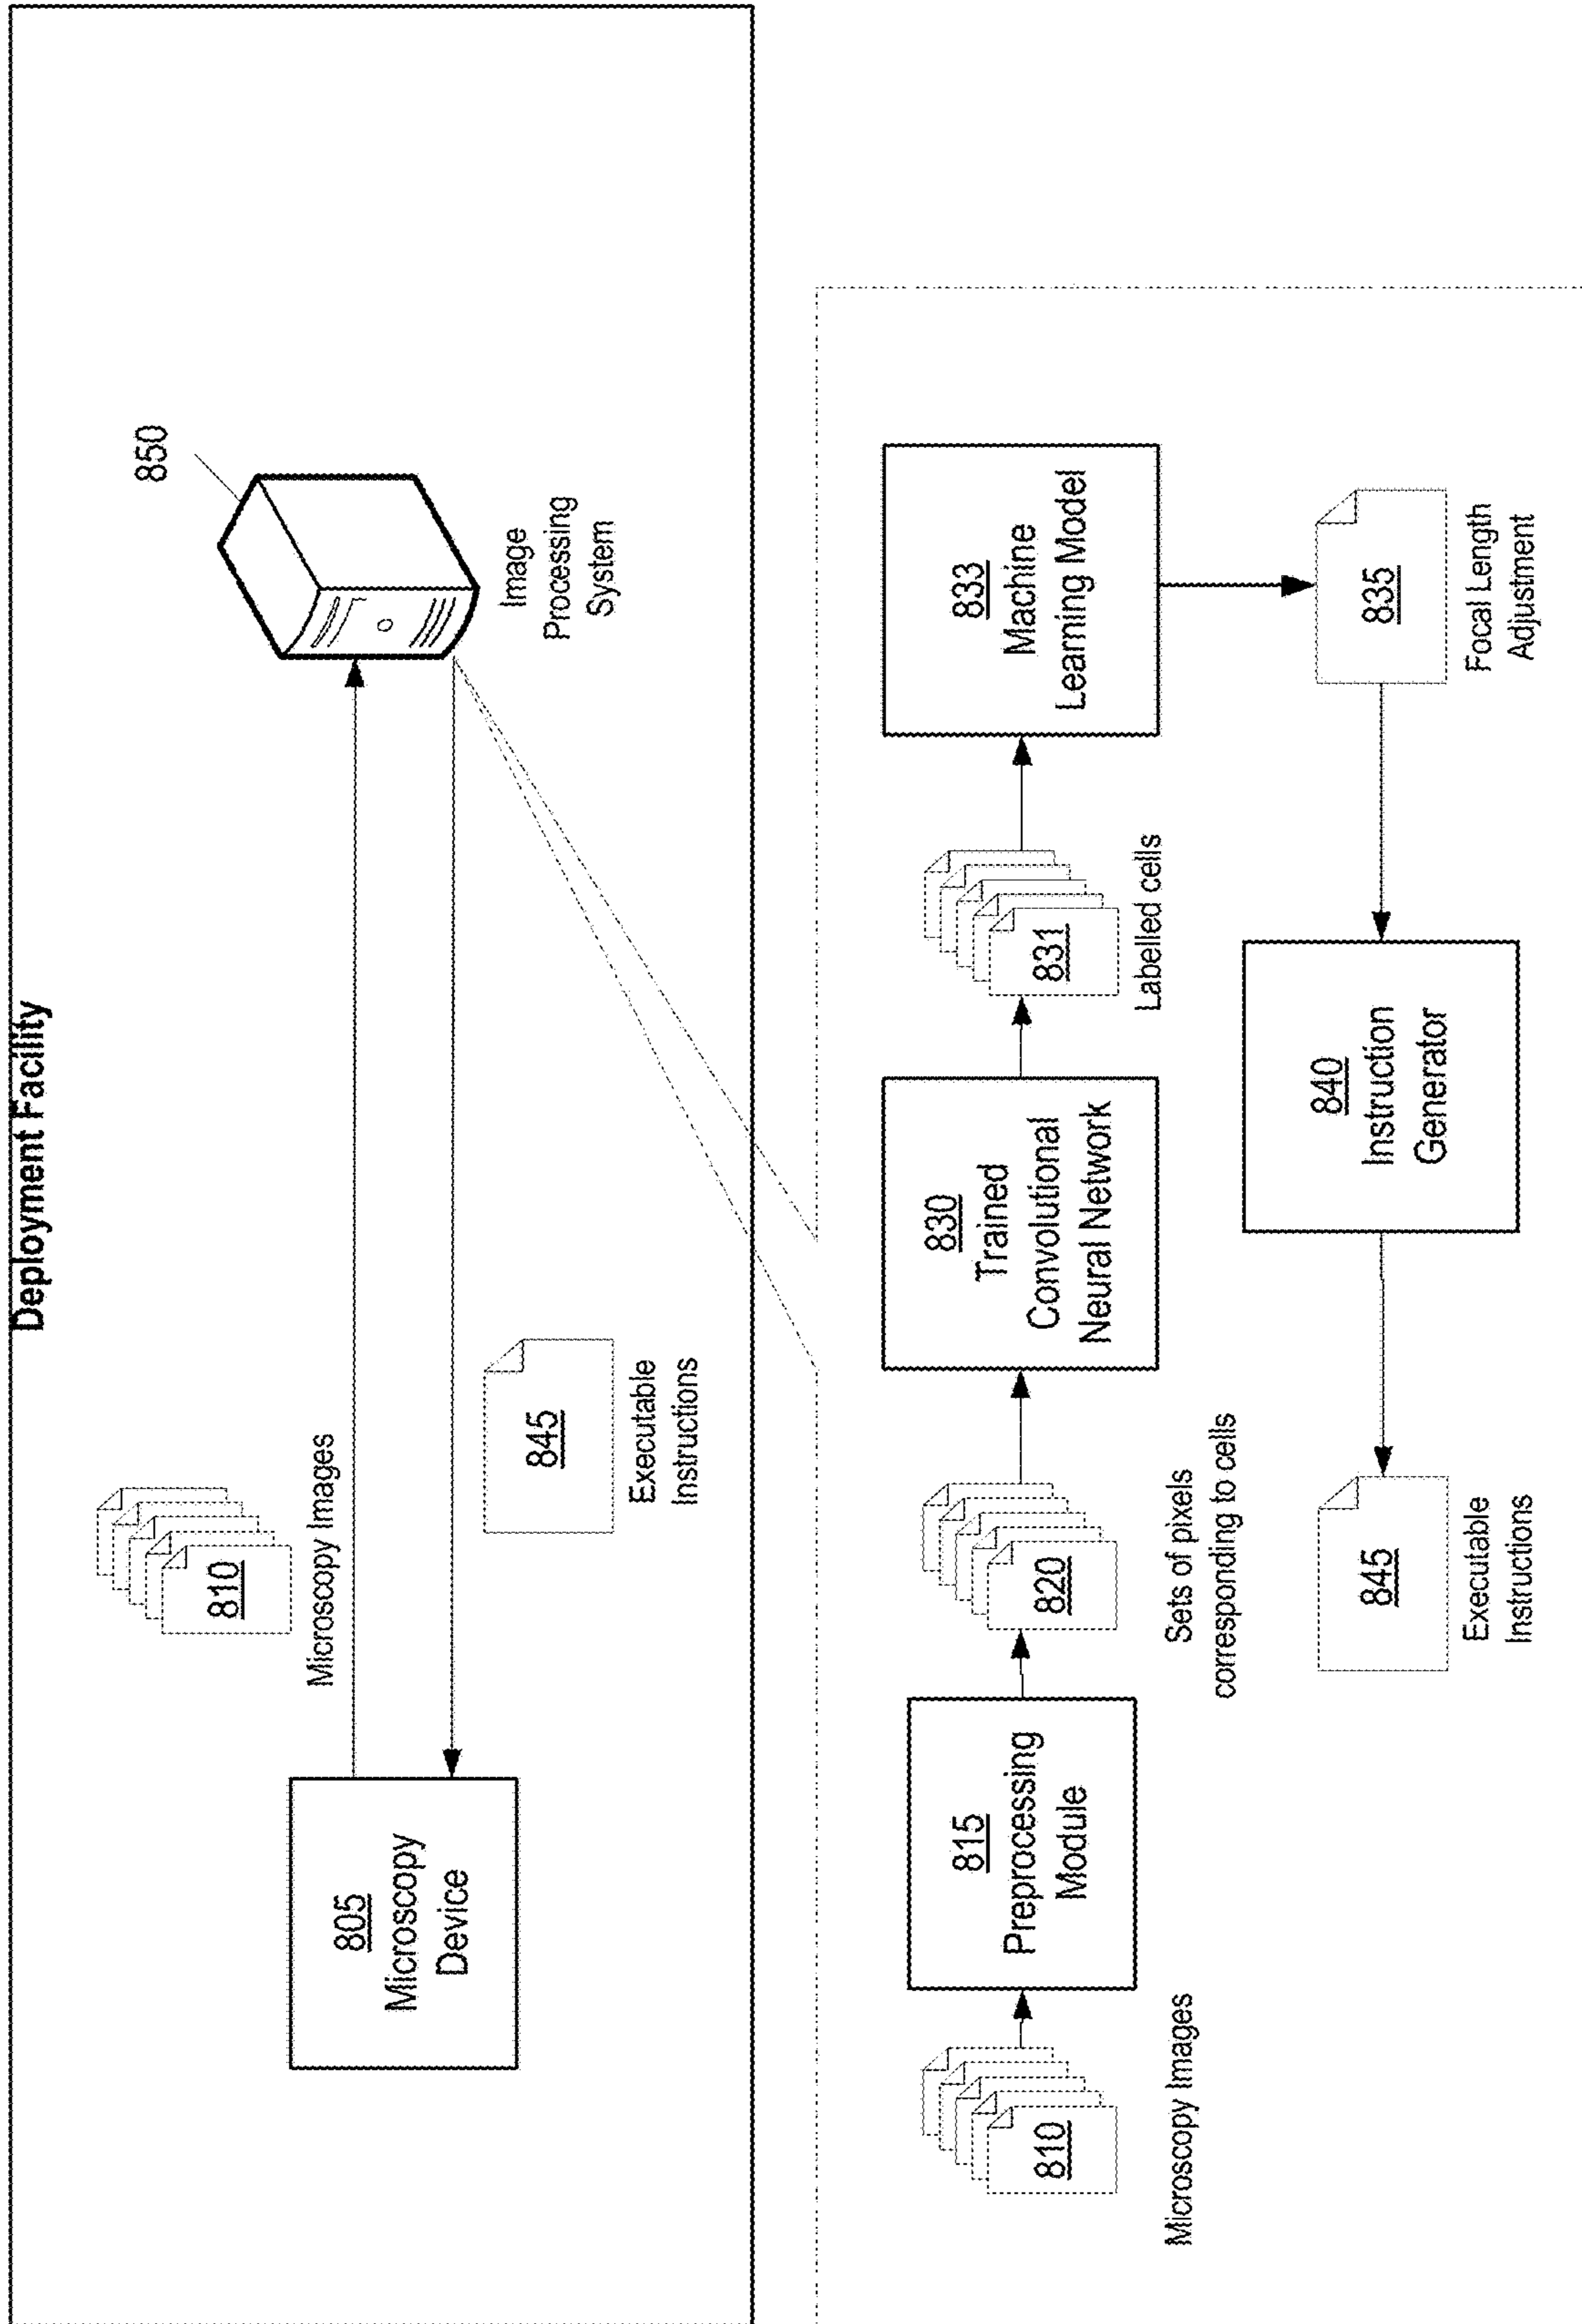 Deployment Facility
810
Microscopy Images
850
805
Microscopy
Device
845
Executable
Instructions
Image
Processing
System
810
Microscopy Images
815
Preprocessing
Module
820
Sets of pixels
corresponding to cells
830
Trained
Convolutional
Neural Network
831
Labelled cells
833
Machine
Learning Model
835
Focal Length
Adjustment
840
Instruction
Generator
845
Executable
Instructions